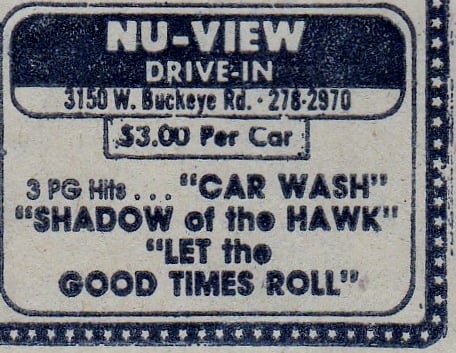 NU-VIEW
DRIVE-IN
3150 W. Buckeye Rd. · 278-2970
$3.00 Per Car
3 PG Hits . . . "CAR WASH"
"SHADOW of the HAWK"
"LET the
GOOD TIMES ROLL"